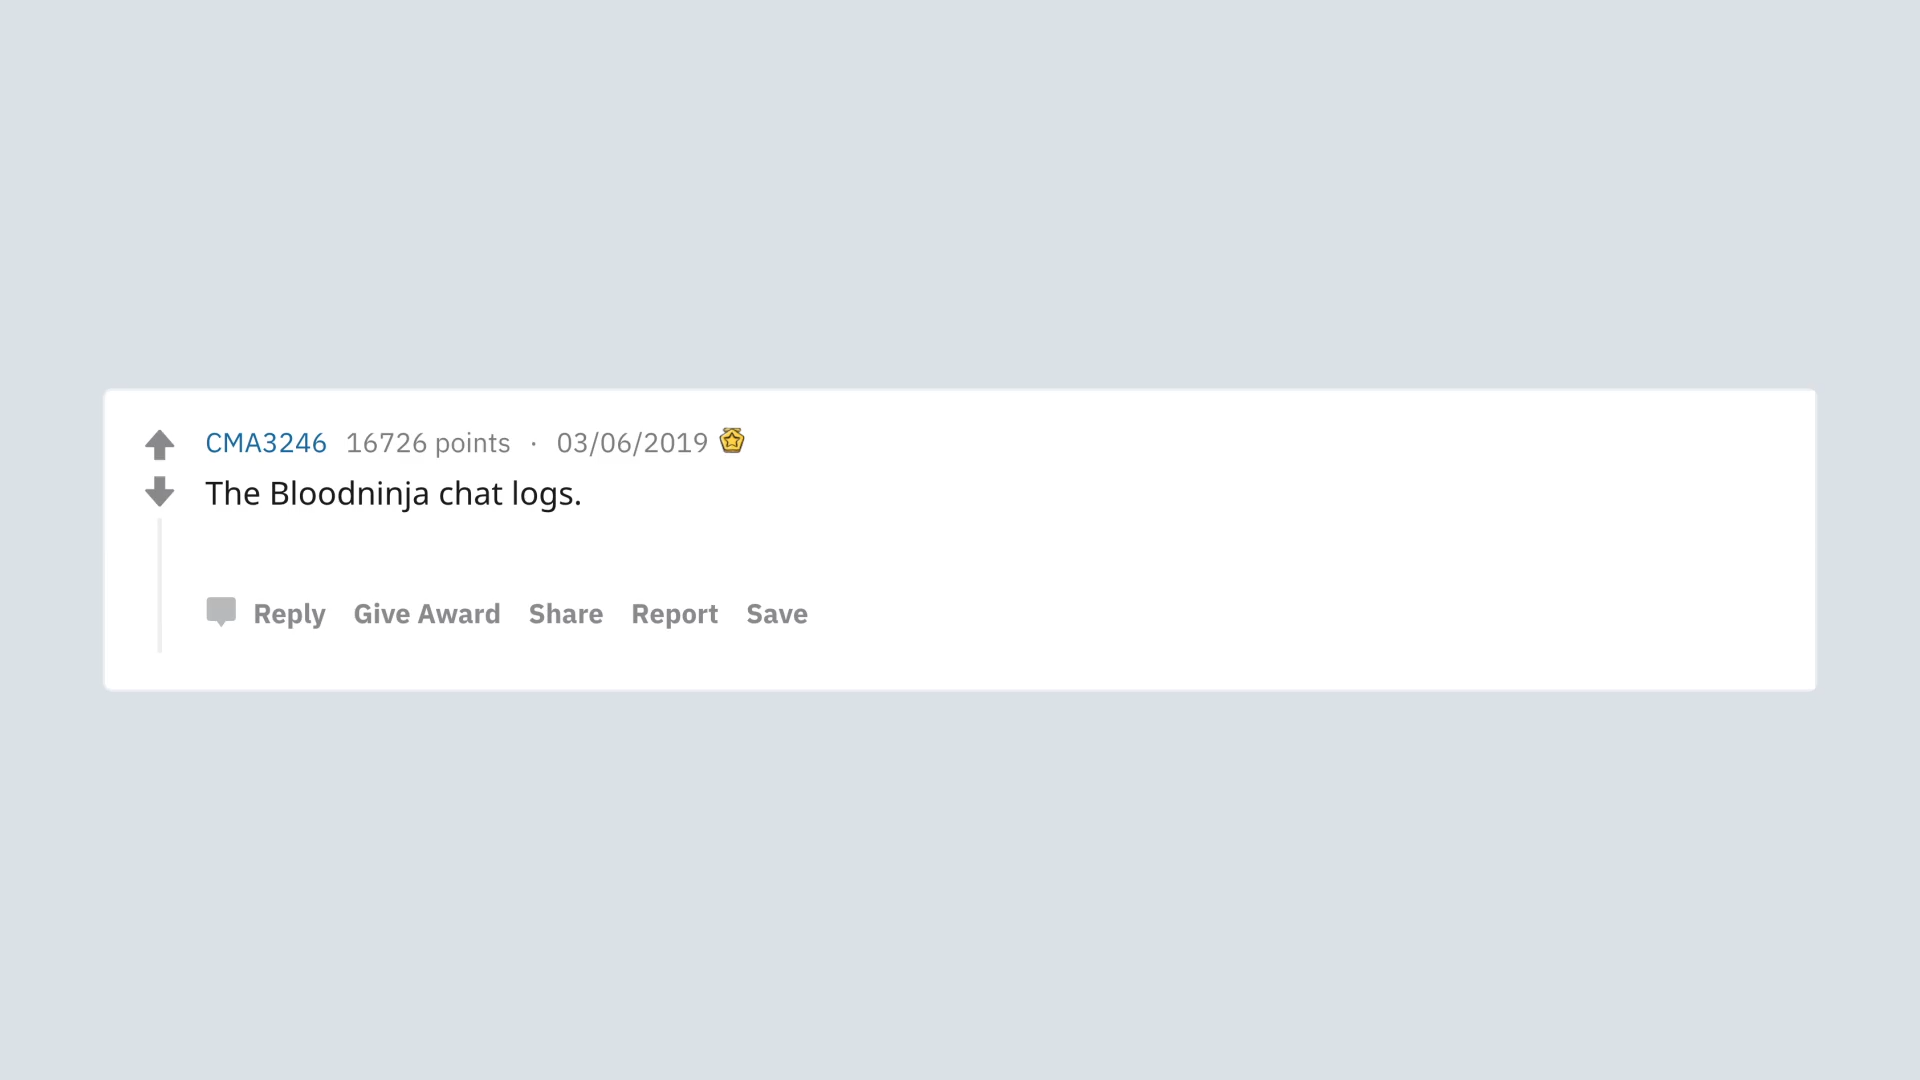 CMA3246 16726 points · 03/06/2019
The Bloodninja chat logs.
Reply Give Award Share Report Save